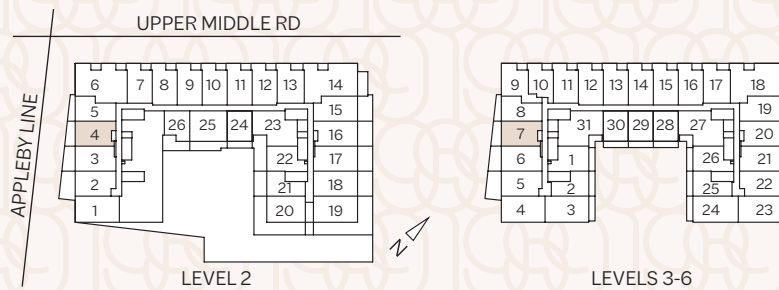 UPPER MIDDLE RD
APPLEBY LINE
6 7 8 9 10 11 12 13 14
5 15
4 26 25 24 23 16
3 22 17
2 21 18
1 20 19
N
LEVEL 2
9 10 11 12 13 14 15 16 17 18
8 19
7 31 30 29 28 27 20
6 1 26 21
5 2 25 22
4 3 24 23
LEVELS 3-6